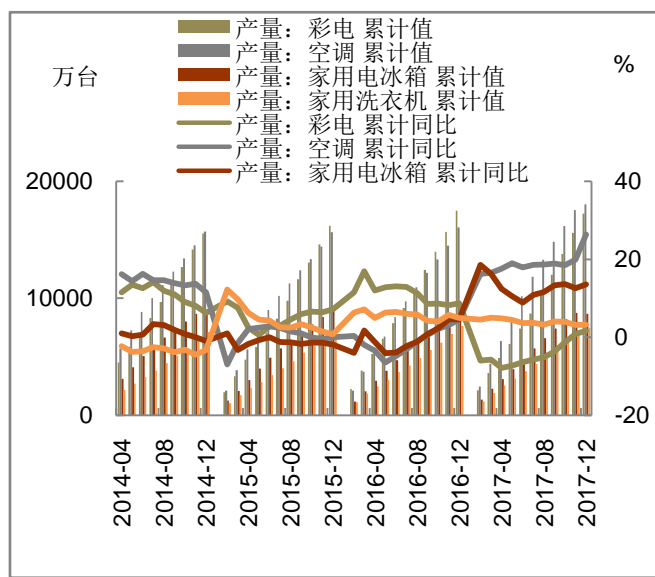 产量：彩电 累计值
产量：空调 累计值
产量：家用电冰箱 累计值
产量：家用洗衣机 累计值
产量：彩电 累计同比
产量：空调 累计同比
产量：家用电冰箱 累计同比
万台
%
20000
10000
0
40
20
0
-20
2014-04
2014-08
2014-12
2015-04
2015-08
2015-12
2016-04
2016-08
2016-12
2017-04
2017-08
2017-12